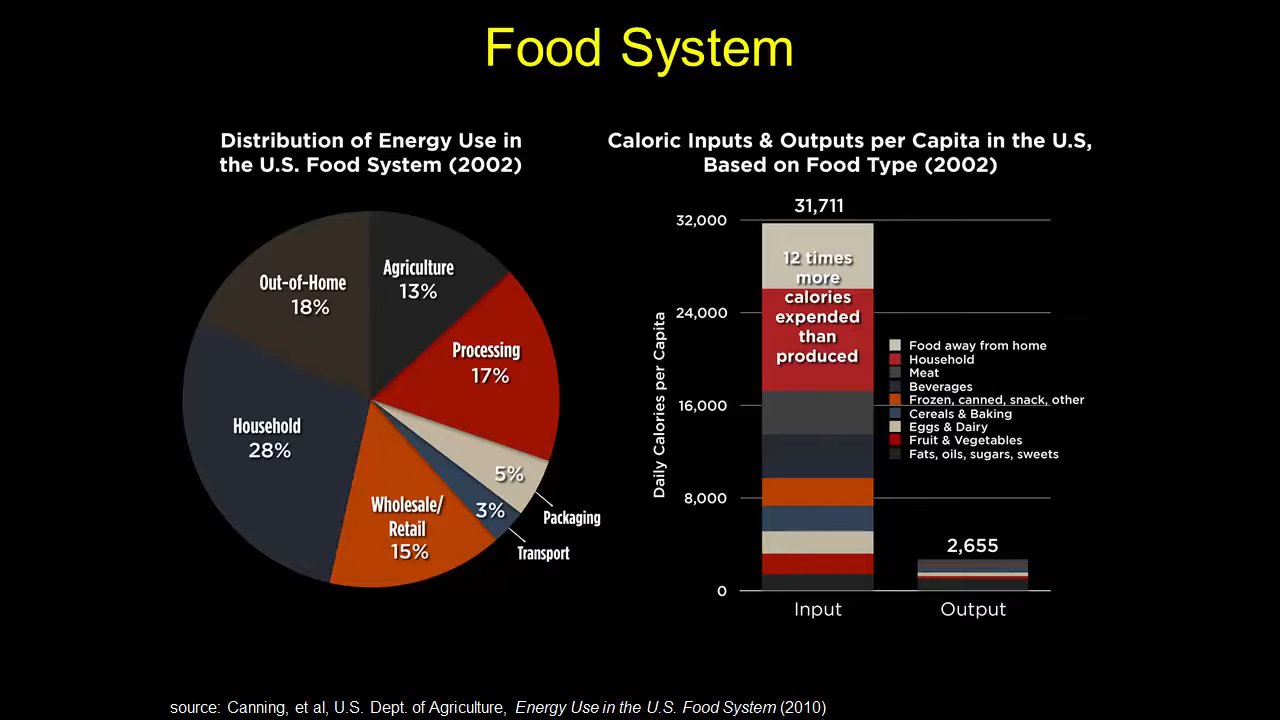 Food System
Distribution of Energy Use in
the U.S. Food System (2002)
Out-of-Home
18%
Agriculture
13%
Processing
17%
Household
28%
5%
3%
Packaging
Wholesale/
Retail
15%
Transport
Caloric Inputs & Outputs per Capita in the U.S,
Based on Food Type (2002)
Daily Calories per Capita
32,000
24,000
16,000
8,000
0
31,711
12 times
more
calories
expended
than
produced
2,655
Input
Output
Food away from home
Household
Meat
Beverages
Frozen, canned, snack, other
Cereals & Baking
Eggs & Dairy
Fruit & Vegetables
Fats, oils, sugars, sweets
source: Canning, et al, U.S. Dept. of Agriculture, Energy Use in the U.S. Food System (2010)